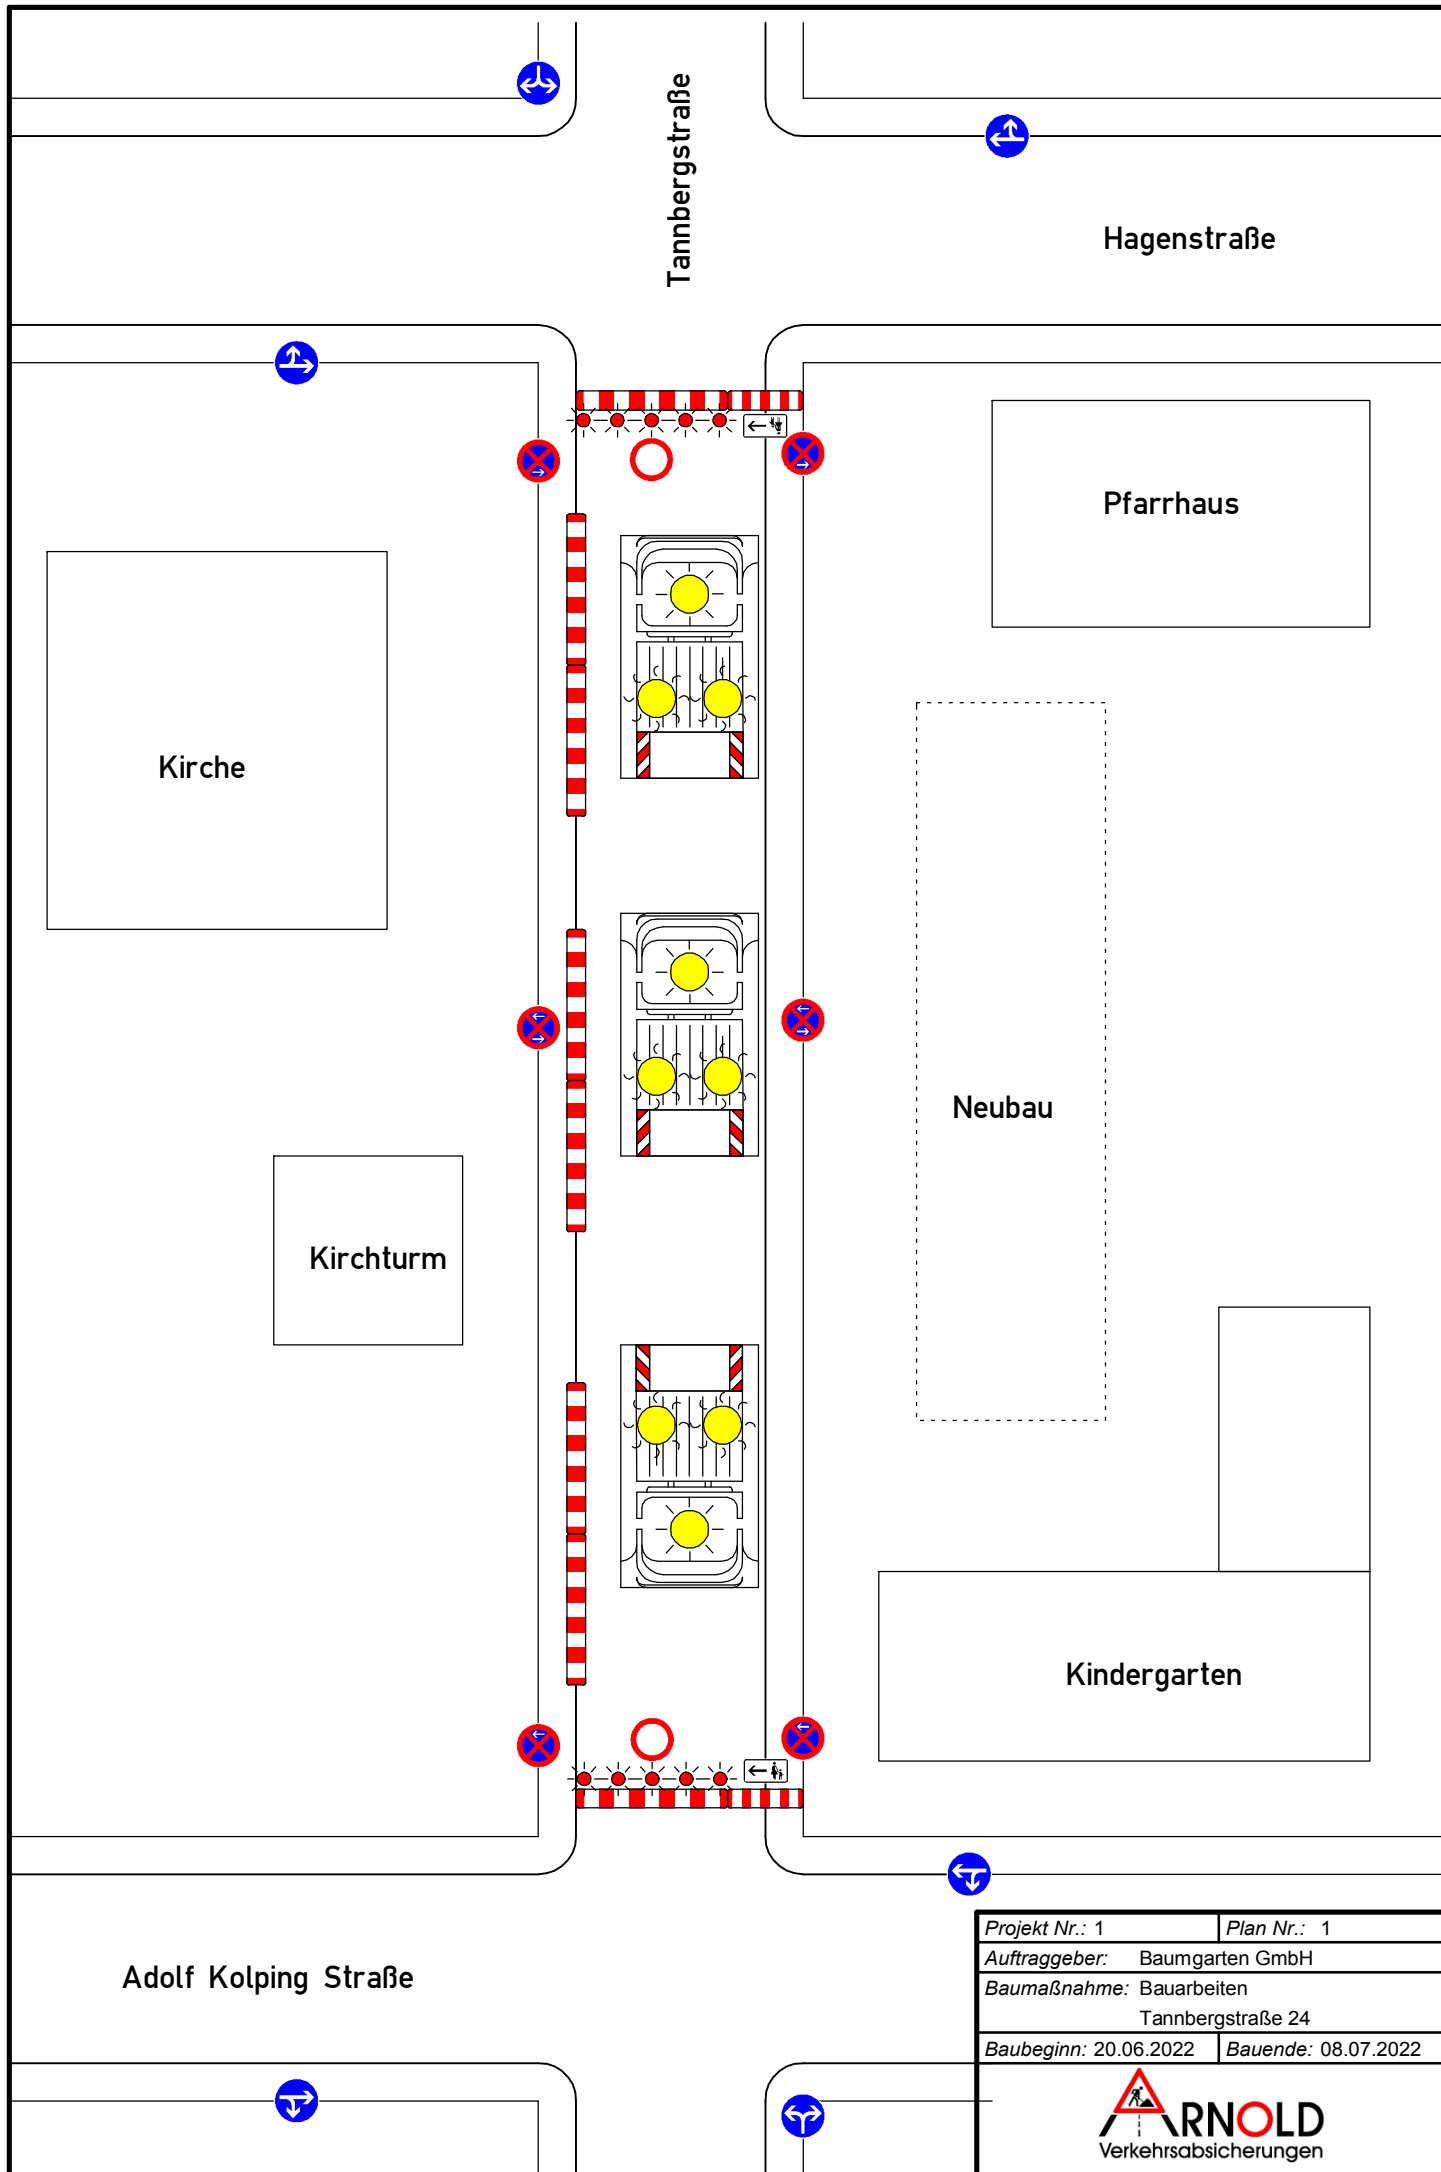 Tannbergstraße
Hagenstraße
Pfarrhaus
Kirche
Neubau
Kirchturm
Kindergarten
Adolf Kolping Straße
Projekt Nr.: 1 Plan Nr.: 1
Auftraggeber: Baumgarten GmbH
Baumaßnahme: Bauarbeiten
Tannbergstraße 24
Baubeginn: 20.06.2022 Bauende: 08.07.2022
ARNOLD
Verkehrsabsicherungen